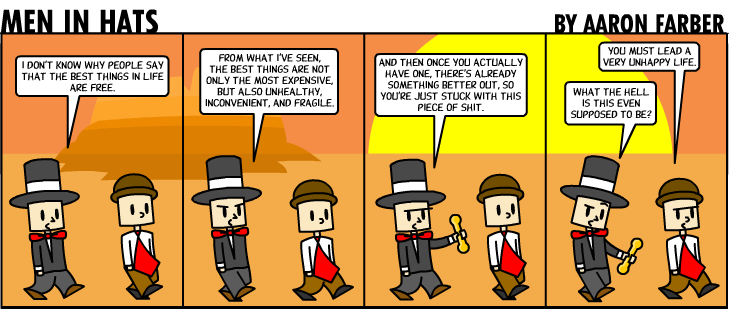 MEN IN HATS
BY AARON FARBER
I DON'T KNOW WHY PEOPLE SAY
THAT THE BEST THINGS IN LIFE
ARE FREE.
FROM WHAT I'VE SEEN,
THE BEST THINGS ARE NOT
ONLY THE MOST EXPENSIVE,
BUT ALSO UNHEALTHY,
INCONVENIENT, AND FRAGILE.
AND THEN ONCE YOU ACTUALLY
HAVE ONE, THERE'S ALREADY
SOMETHING BETTER OUT, SO
YOU'RE JUST STUCK WITH THIS
PIECE OF SHIT.
YOU MUST LEAD A
VERY UNHAPPY LIFE.
WHAT THE HELL
IS THIS EVEN
SUPPOSED TO BE?